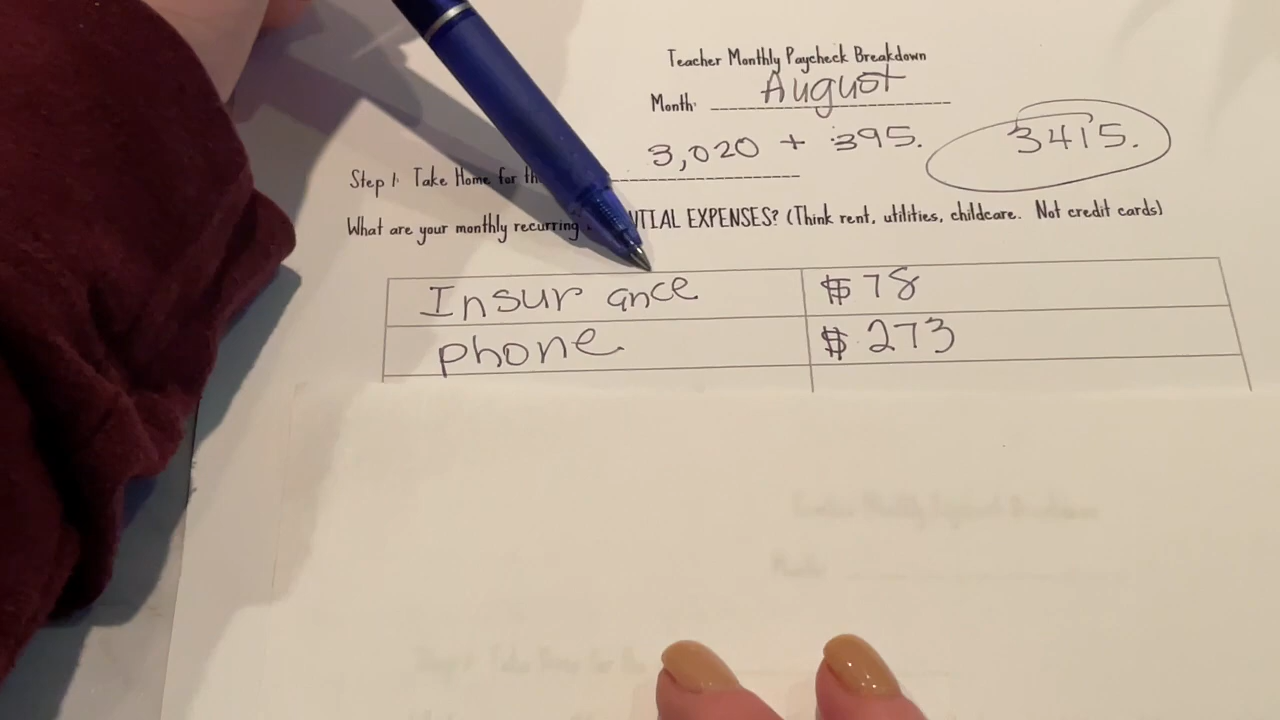 Teacher Monthly Paycheck Breakdown
Month: August
3,020 + 395. 3415.
Step 1: Take Home for th
What are your monthly recurring NTIAL EXPENSES? (Think rent, utilities, childcare. Not credit cards)
Insurance $78
phone $273